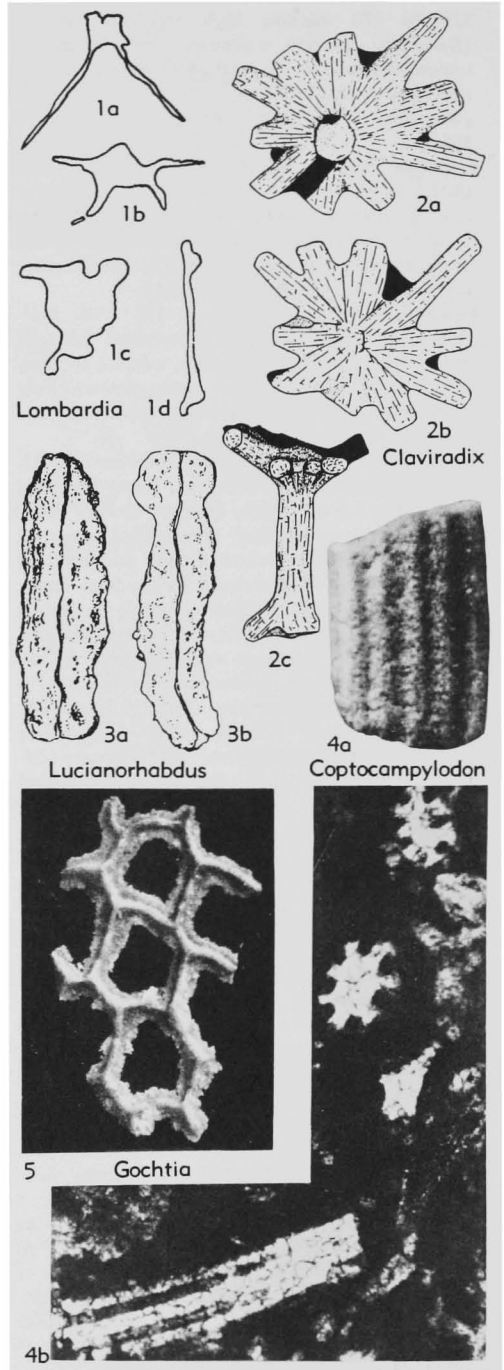 1a
1b
2a
1c
Lombardia 1d
2b
Claviradix
2c
3a 3b
4a
Lucianorhabdus Coptocampylodon
5 Gochtia
4b